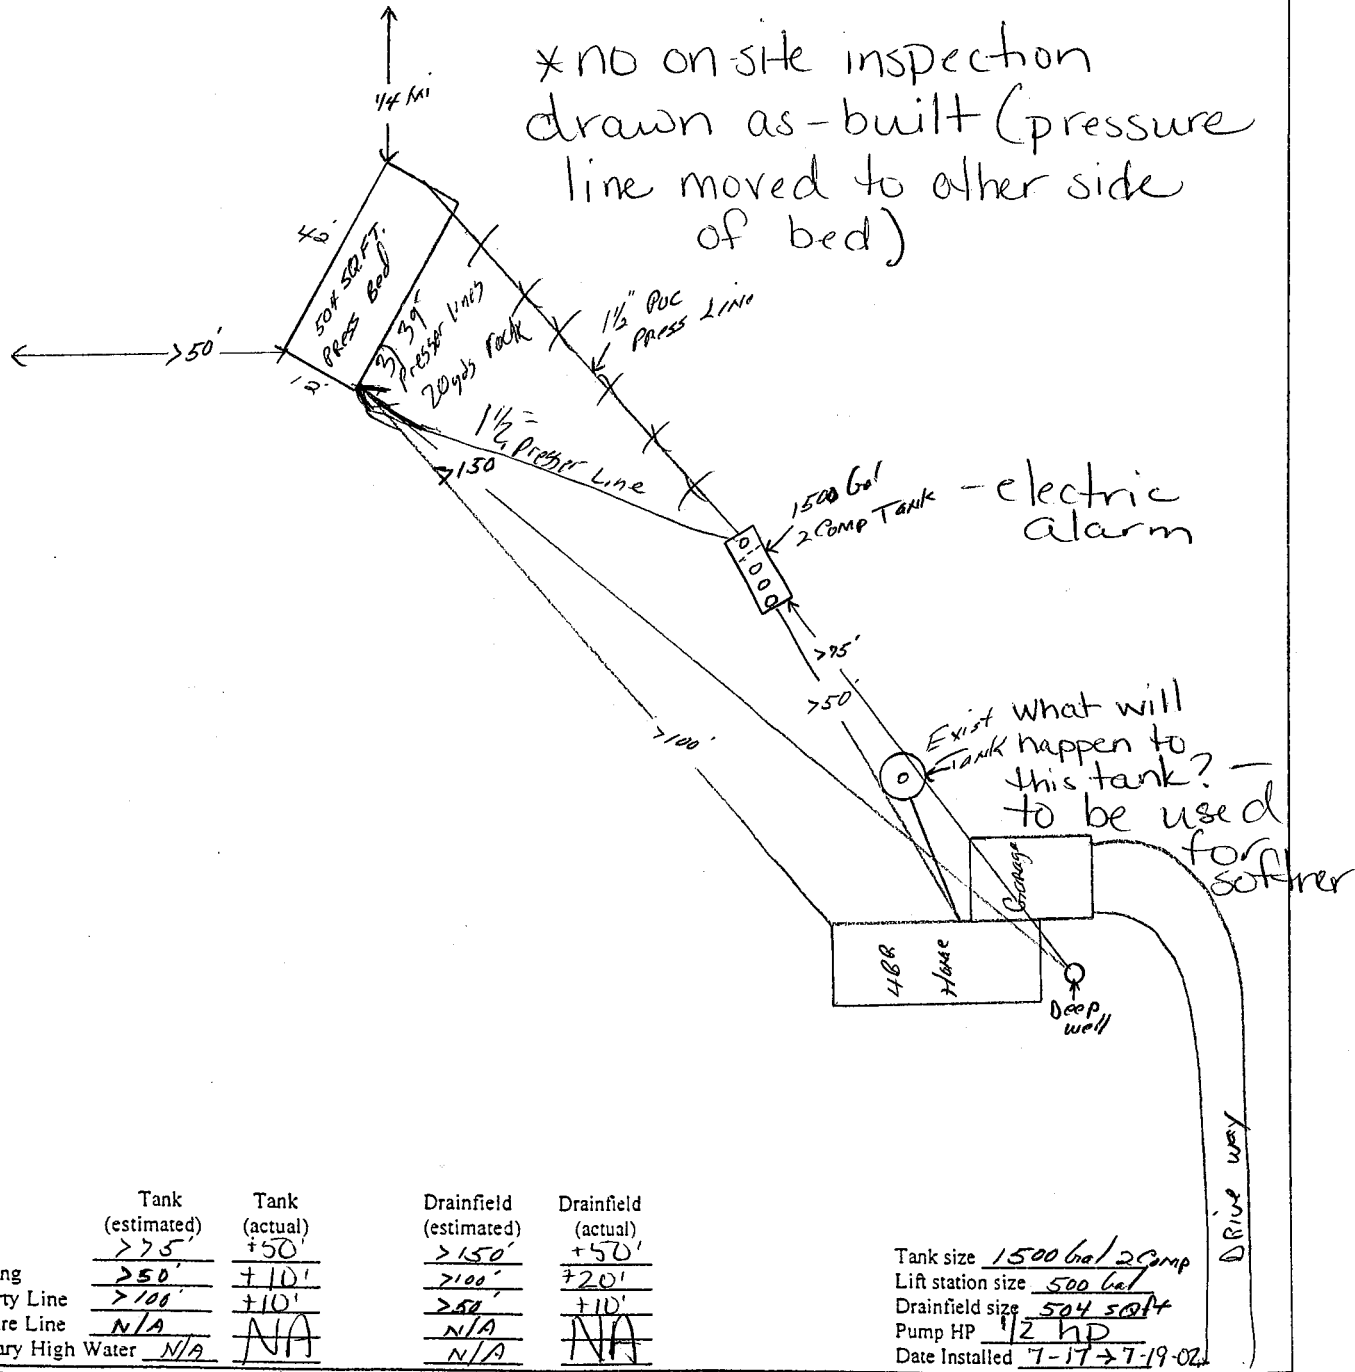 *no on-site inspection
drawn as-built (pressure
line moved to other side
of bed)
1/4 Mi
42'
504 SQ.FT.
PRESS Bed
12'
>50'
3) 39'
Presser Lines
20yds rock
1½" PVC
PRESS LINE
1½"
Presser Line
>150
1500 Gal
2 Comp Tank
- electric
alarm
>75'
>50'
>100'
Exist
Tank
what will
happen to
this tank? -
to be used
for
softner
Garage
4BR
House
Deep
well
Drive way
Tank Tank Drainfield Drainfield
(estimated) (actual) (estimated) (actual)
>75' +50' >150' +50'
ng >50' +10' >100' +20'
ty Line >100' +10' >50' +10'
re Line N/A NA N/A NA
ary High Water N/A N/A
Tank size 1500 Gal 2 Comp
Lift station size 500 Gal
Drainfield size 504 SQft
Pump HP 1/2 hp
Date Installed 7-17 → 7-19-02